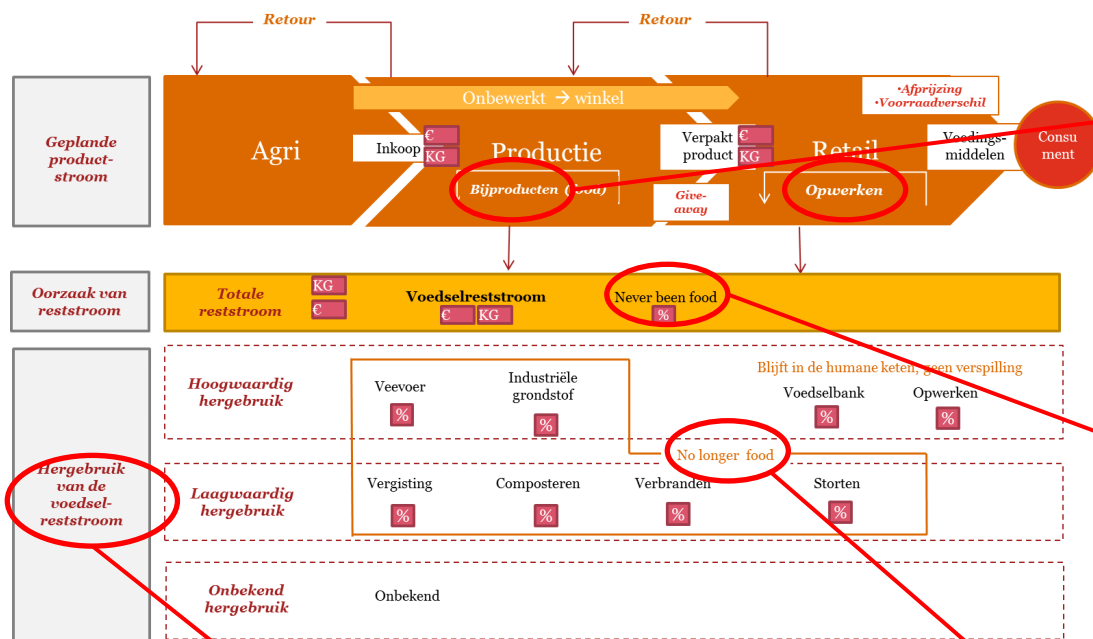 Retour
Retour
•Afprijzing
•Voorraadverschil
Onbewerkt → winkel
Geplande
product-
stroom
Agri
Inkoop
€
KG
Productie
Verpakt
product
€
KG
Retail
Voedings-
middelen
Consu
ment
Bijproducten (food)
Give-
away
Opwerken
Oorzaak van
reststroom
Totale
reststroom
KG
€
Voedselreststroom
€ KG
Never been food
%
Hergebruik
van de
voedsel-
reststroom
Hoogwaardig
hergebruik
Veevoer
%
Industriële
grondstof
%
Blijft in de humane keten, geen verspilling
Voedselbank
%
Opwerken
%
No longer food
Laagwaardig
hergebruik
Vergisting
%
Composteren
%
Verbranden
%
Storten
%
Onbekend
hergebruik
Onbekend